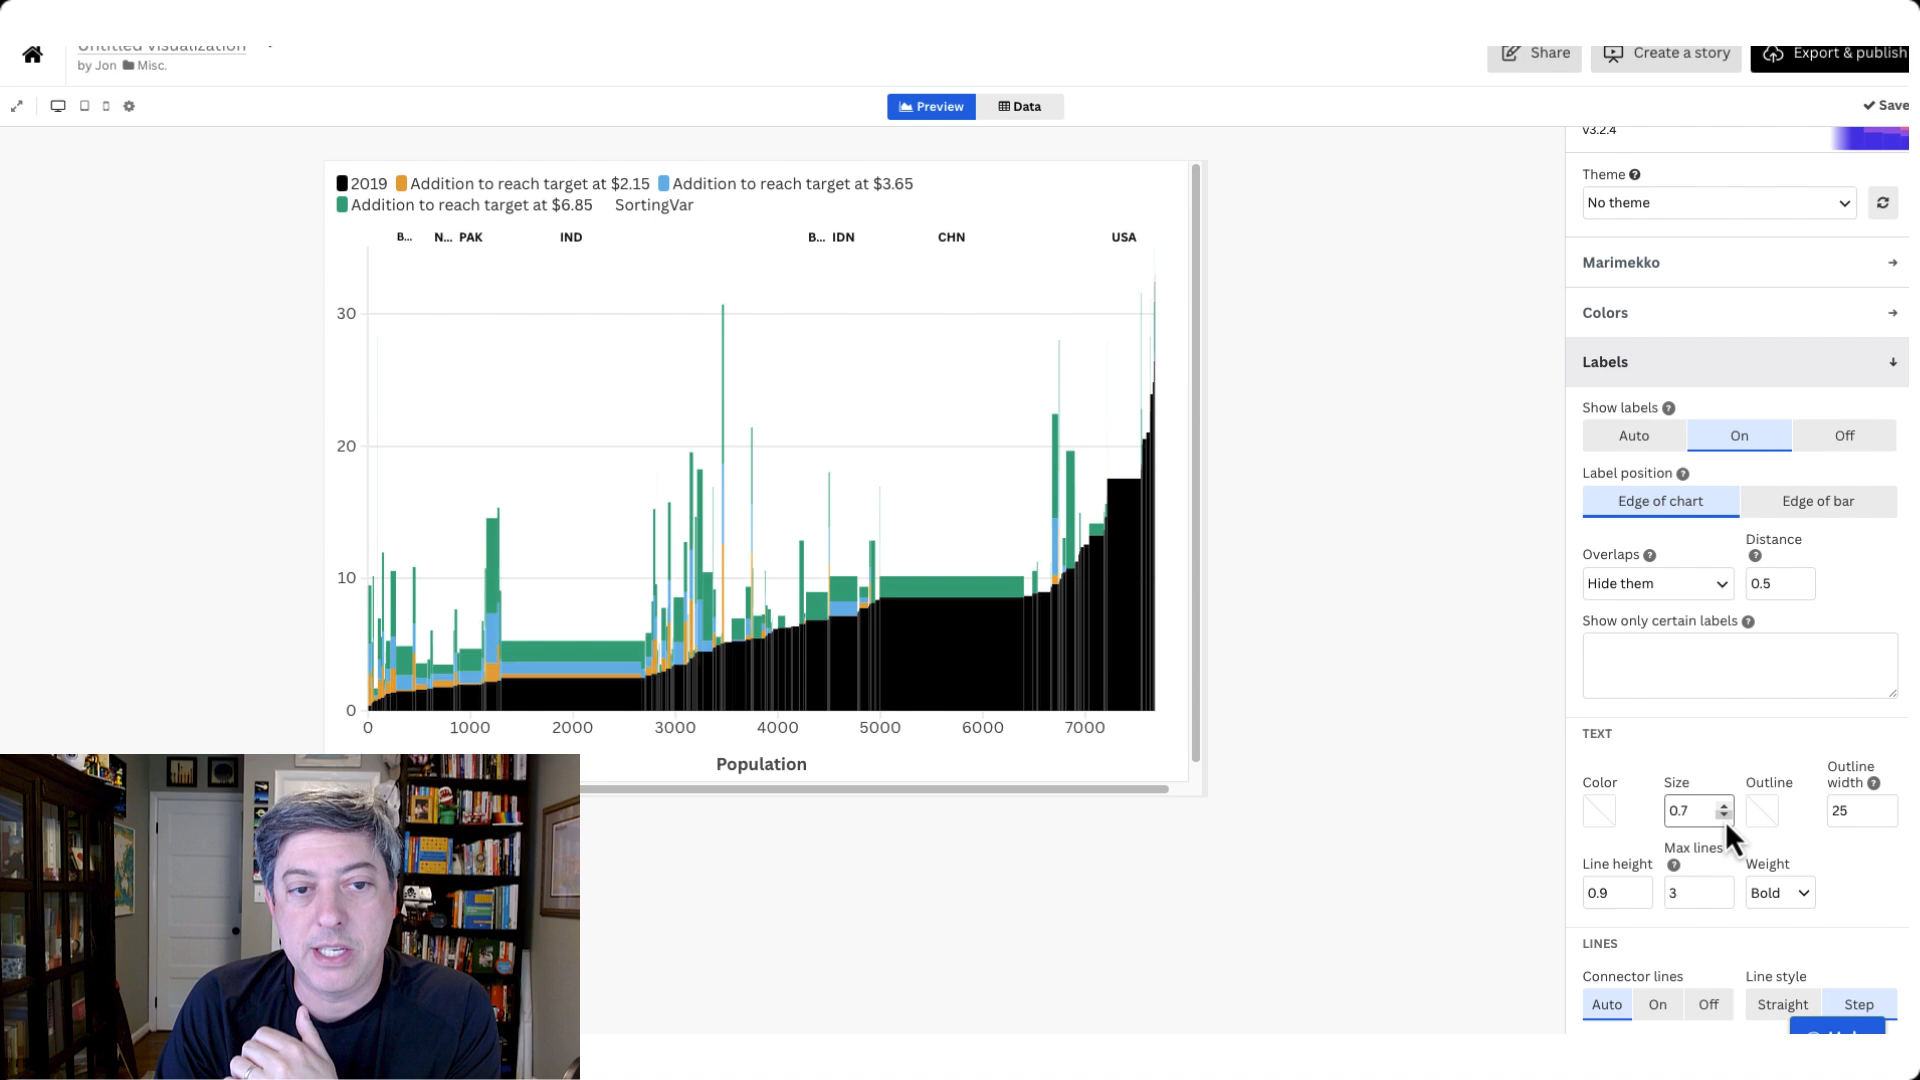 Untitled Visualization
by Jon Misc.
Share
Create a story
Export & publish
Preview
Data
Save
v3.2.4
2019 Addition to reach target at $2.15 Addition to reach target at $3.65
Addition to reach target at $6.85 SortingVar
B... N... PAK IND B... IDN CHN USA
30
20
10
0
0 1000 2000 3000 4000 5000 6000 7000
Population
Theme
No theme
Marimekko
Colors
Labels
Show labels
Auto On Off
Label position
Edge of chart Edge of bar
Overlaps Distance
Hide them 0.5
Show only certain labels
TEXT
Color Size Outline Outline width
0.7 25
Line height Max lines Weight
0.9 3 Bold
LINES
Connector lines Line style
Auto On Off Straight Step